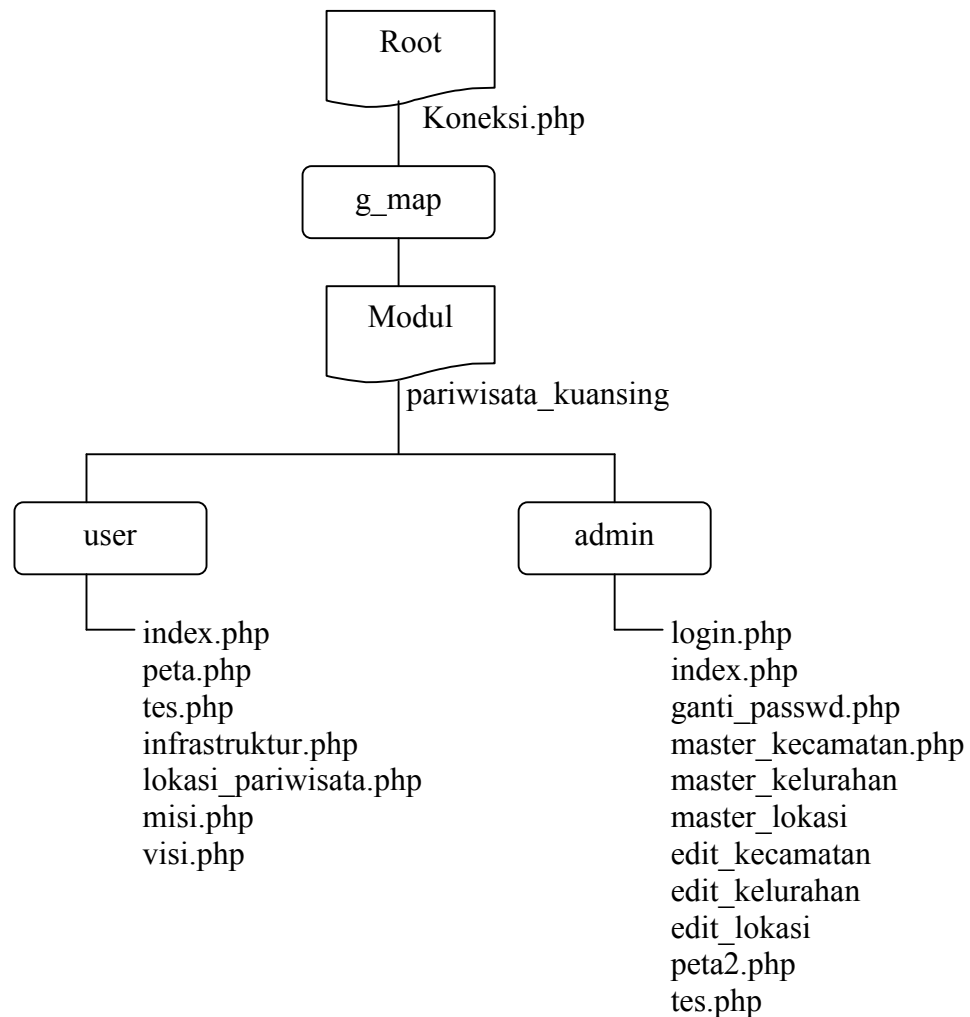 Root
Koneksi.php
g_map
Modul
pariwisata_kuansing
user
admin
index.php
peta.php
tes.php
infrastruktur.php
lokasi_pariwisata.php
misi.php
visi.php
login.php
index.php
ganti_passwd.php
master_kecamatan.php
master_kelurahan
master_lokasi
edit_kecamatan
edit_kelurahan
edit_lokasi
peta2.php
tes.php